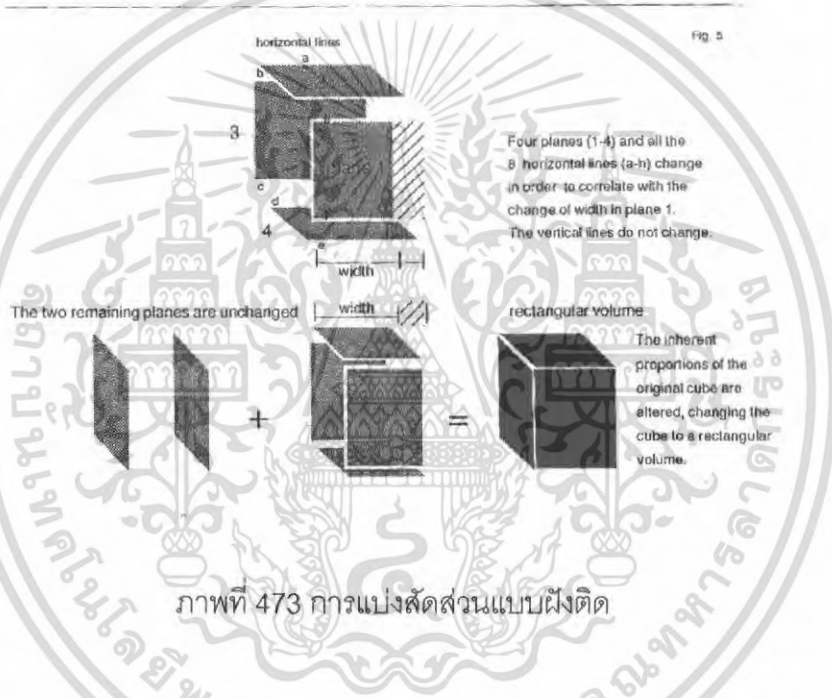 Fig. 5
horizontal lines
a
b
3
plane
c
d
4
e
width
Four planes (1-4) and all the
8 horizontal lines (a-h) change
in order to correlate with the
change of width in plane 1.
The vertical lines do not change.
The two remaining planes are unchanged
width
rectangular volume
+
=
The inherent
proportions of the
original cube are
altered, changing the
cube to a rectangular
volume.
ภาพที่ 473 การแบ่งสัดส่วนแบบฝังติด